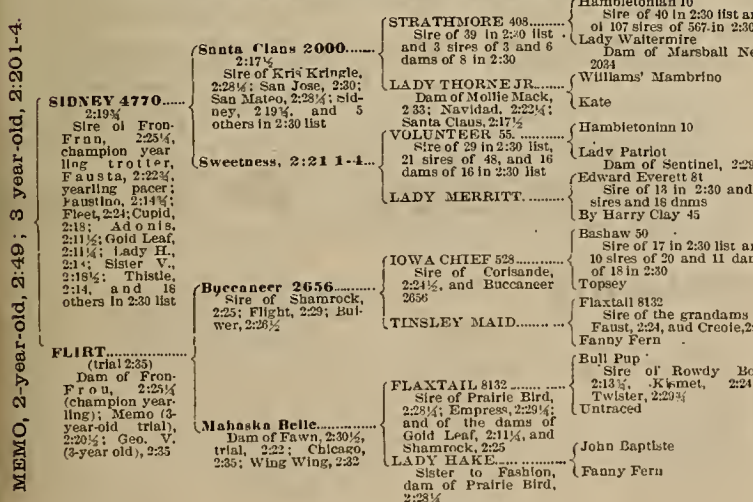 MEMO, 2-year-old, 2:49; 3 year-old, 2:20 1-4.
SIDNEY 4770......
2:19¾
Sire of Fron-
Frou, 2:25¼,
champion year
ling trotter,
Fausta, 2:22¾,
yearling pacer;
Faustino, 2:14¾;
Fleet, 2:24; Cupid,
2:18; Adonis.
2:11½; Gold Leaf,
2:11¼; Lady H.,
2:14; Sister V.,
2:18½; Thistle,
2:14, and 16
others in 2:30 list
FLIRT................
(trial 2:35)
Dam of Fron-
Frou, 2:25¼
(champion year-
ling); Memo (3-
year-old trial),
2:20½; Geo. V.
(3-year old), 2:35
Santa Claus 2000......
2:17½
Sire of Kris Kringle,
2:28¼; San Jose, 2:30;
San Mateo, 2:28¼; Sid-
ney, 2 19¾. and 5
others in 2:30 list
Sweetness, 2:21 1-4...
Buccaneer 2656..........
Sire of Shamrock,
2:25; Flight, 2:29; Bul-
wer, 2:26½
Mahaska Belle............
Dam of Fawn, 2:30½,
trial, 2:22; Chicago,
2:35; Wing Wing, 2:32
STRATHMORE 408.........
Sire of 39 in 2:30 list
and 3 sires of 3 and 6
dams of 8 in 2:30
LADY THORNE JR......
Dam of Mollie Mack,
2 33; Navidad, 2:22¼;
Santa Claus, 2:17½
VOLUNTEER 55.
Sire of 29 in 2:30 list,
21 sires of 48, and 16
dams of 16 in 2:30 list
LADY MERRITT.
IOWA CHIEF 528..........
Sire of Corisande,
2:24½, and Buccaneer
2656
TINSLEY MAID...........
FLAXTAIL 8132..........
Sire of Prairie Bird,
2:28¼; Empress, 2:29¼;
and of the dams of
Gold Leaf, 2:11¼, and
Shamrock, 2:25
LADY HAKE...............
Sister to Fashion,
dam of Prairie Bird,
2:28¼
Hambletonian 10
Sire of 40 in 2:30 list
of 107 sires of 567 in 2:30
Lady Waltermire
Dam of Marshall
2034
Williams' Mambrino
Kate
Hambletonian 10
Lady Patriot
Dam of Sentinel,
Edward Everett 81
Sire of 13 in 2:30 and
sires and 16 dams
By Harry Clay 45
Bashaw 50
Sire of 17 in 2:30 list
10 sires of 20 and 11
of 18 in 2:30
Topsey
Flaxtail 8132
Sire of the grandams
Faust, 2:24, and Creole,
Fanny Fern
Bull Pup
Sire of Rowdy
2:13¾, Kismet, 2:24
Twister, 2:29¾
Untraced
John Baptiste
Fanny Fern